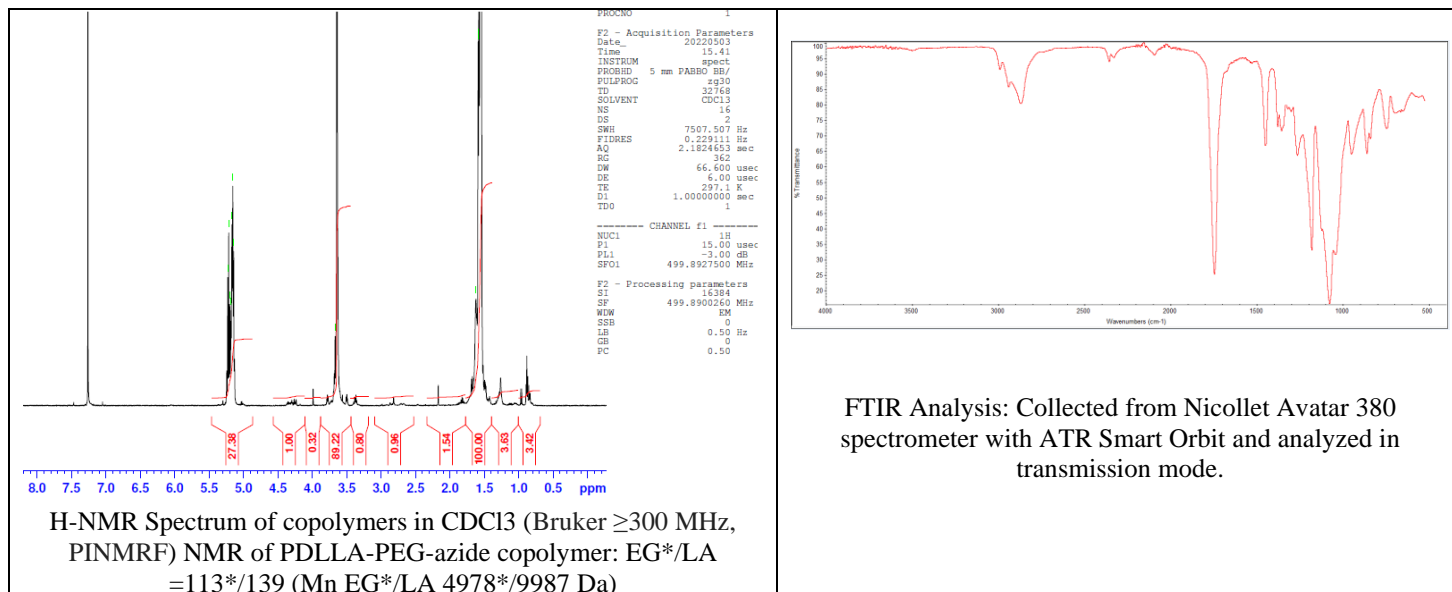 PROCNO 1
F2 - Acquisition Parameters
Date_ 20220503
Time 15.41
INSTRUM spect
PROBHD 5 mm PABBO BB/
PULPROG zg30
TD 32768
SOLVENT CDCl3
NS 16
DS 2
SWH 7507.507 Hz
FIDRES 0.229111 Hz
AQ 2.1824653 sec
RG 362
DW 66.600 usec
DE 6.00 usec
TE 297.1 K
D1 1.00000000 sec
TD0 1
======== CHANNEL f1 ========
NUC1 1H
P1 15.00 usec
PL1 -3.00 dB
SFO1 499.8927500 MHz
F2 - Processing parameters
SI 16384
SF 499.8900260 MHz
WDW EM
SSB 0
LB 0.50 Hz
GB 0
PC 0.50
27.38 1.00 0.32 89.22 0.80 0.96 1.54 100.00 3.63 3.42
8.0 7.5 7.0 6.5 6.0 5.5 5.0 4.5 4.0 3.5 3.0 2.5 2.0 1.5 1.0 0.5 ppm
H-NMR Spectrum of copolymers in CDCl3 (Bruker ≥300 MHz,
PINMRF) NMR of PDLLA-PEG-azide copolymer: EG*/LA
=113*/139 (Mn EG*/LA 4978*/9987 Da)
100
95
90
85
80
75
70
65
60
55
50
45
40
35
30
25
20
%Transmittance
4000 3500 3000 2500 2000 1500 1000 500
Wavenumbers (cm-1)
FTIR Analysis: Collected from Nicollet Avatar 380
spectrometer with ATR Smart Orbit and analyzed in
transmission mode.